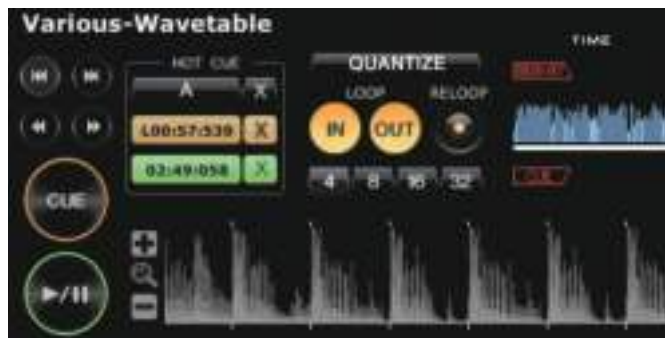 Various-Wavetable
TIME
HOT CUE
QUANTIZE
A X
LOOP RELOOP
L00:57:539 X
IN OUT
02:49:058 X
4 8 16 32
CUE
CUE